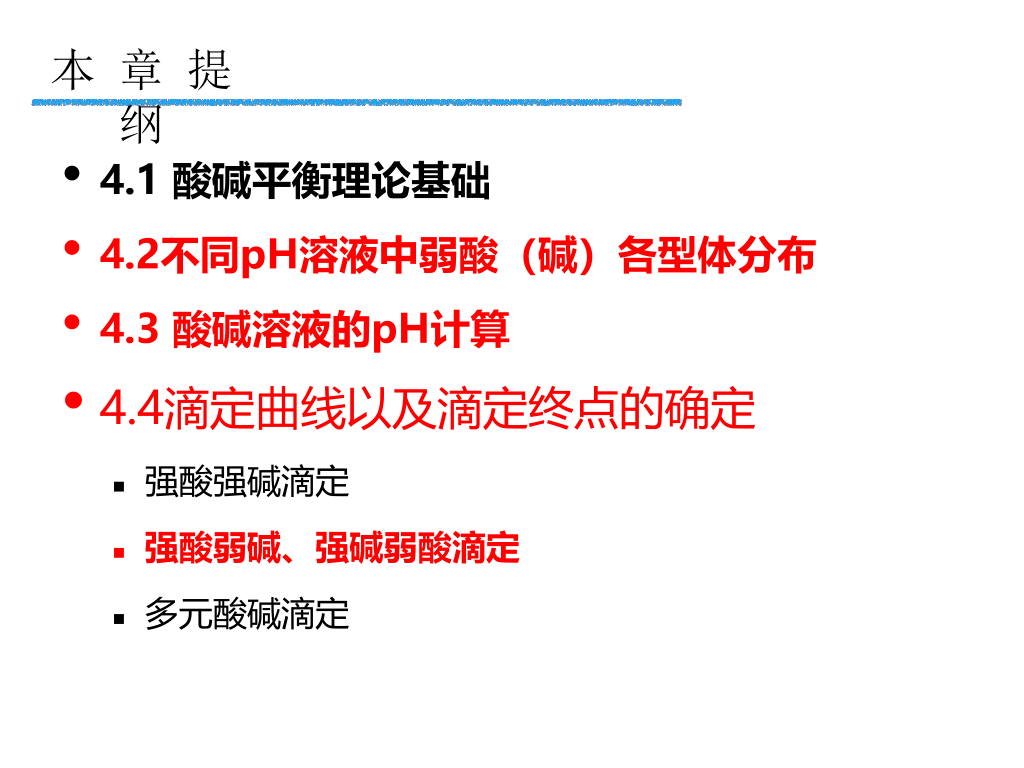 本 章 提
纲
• 4.1 酸碱平衡理论基础
• 4.2不同pH溶液中弱酸（碱）各型体分布
• 4.3 酸碱溶液的pH计算
• 4.4滴定曲线以及滴定终点的确定
▪ 强酸强碱滴定
▪ 强酸弱碱、强碱弱酸滴定
▪ 多元酸碱滴定